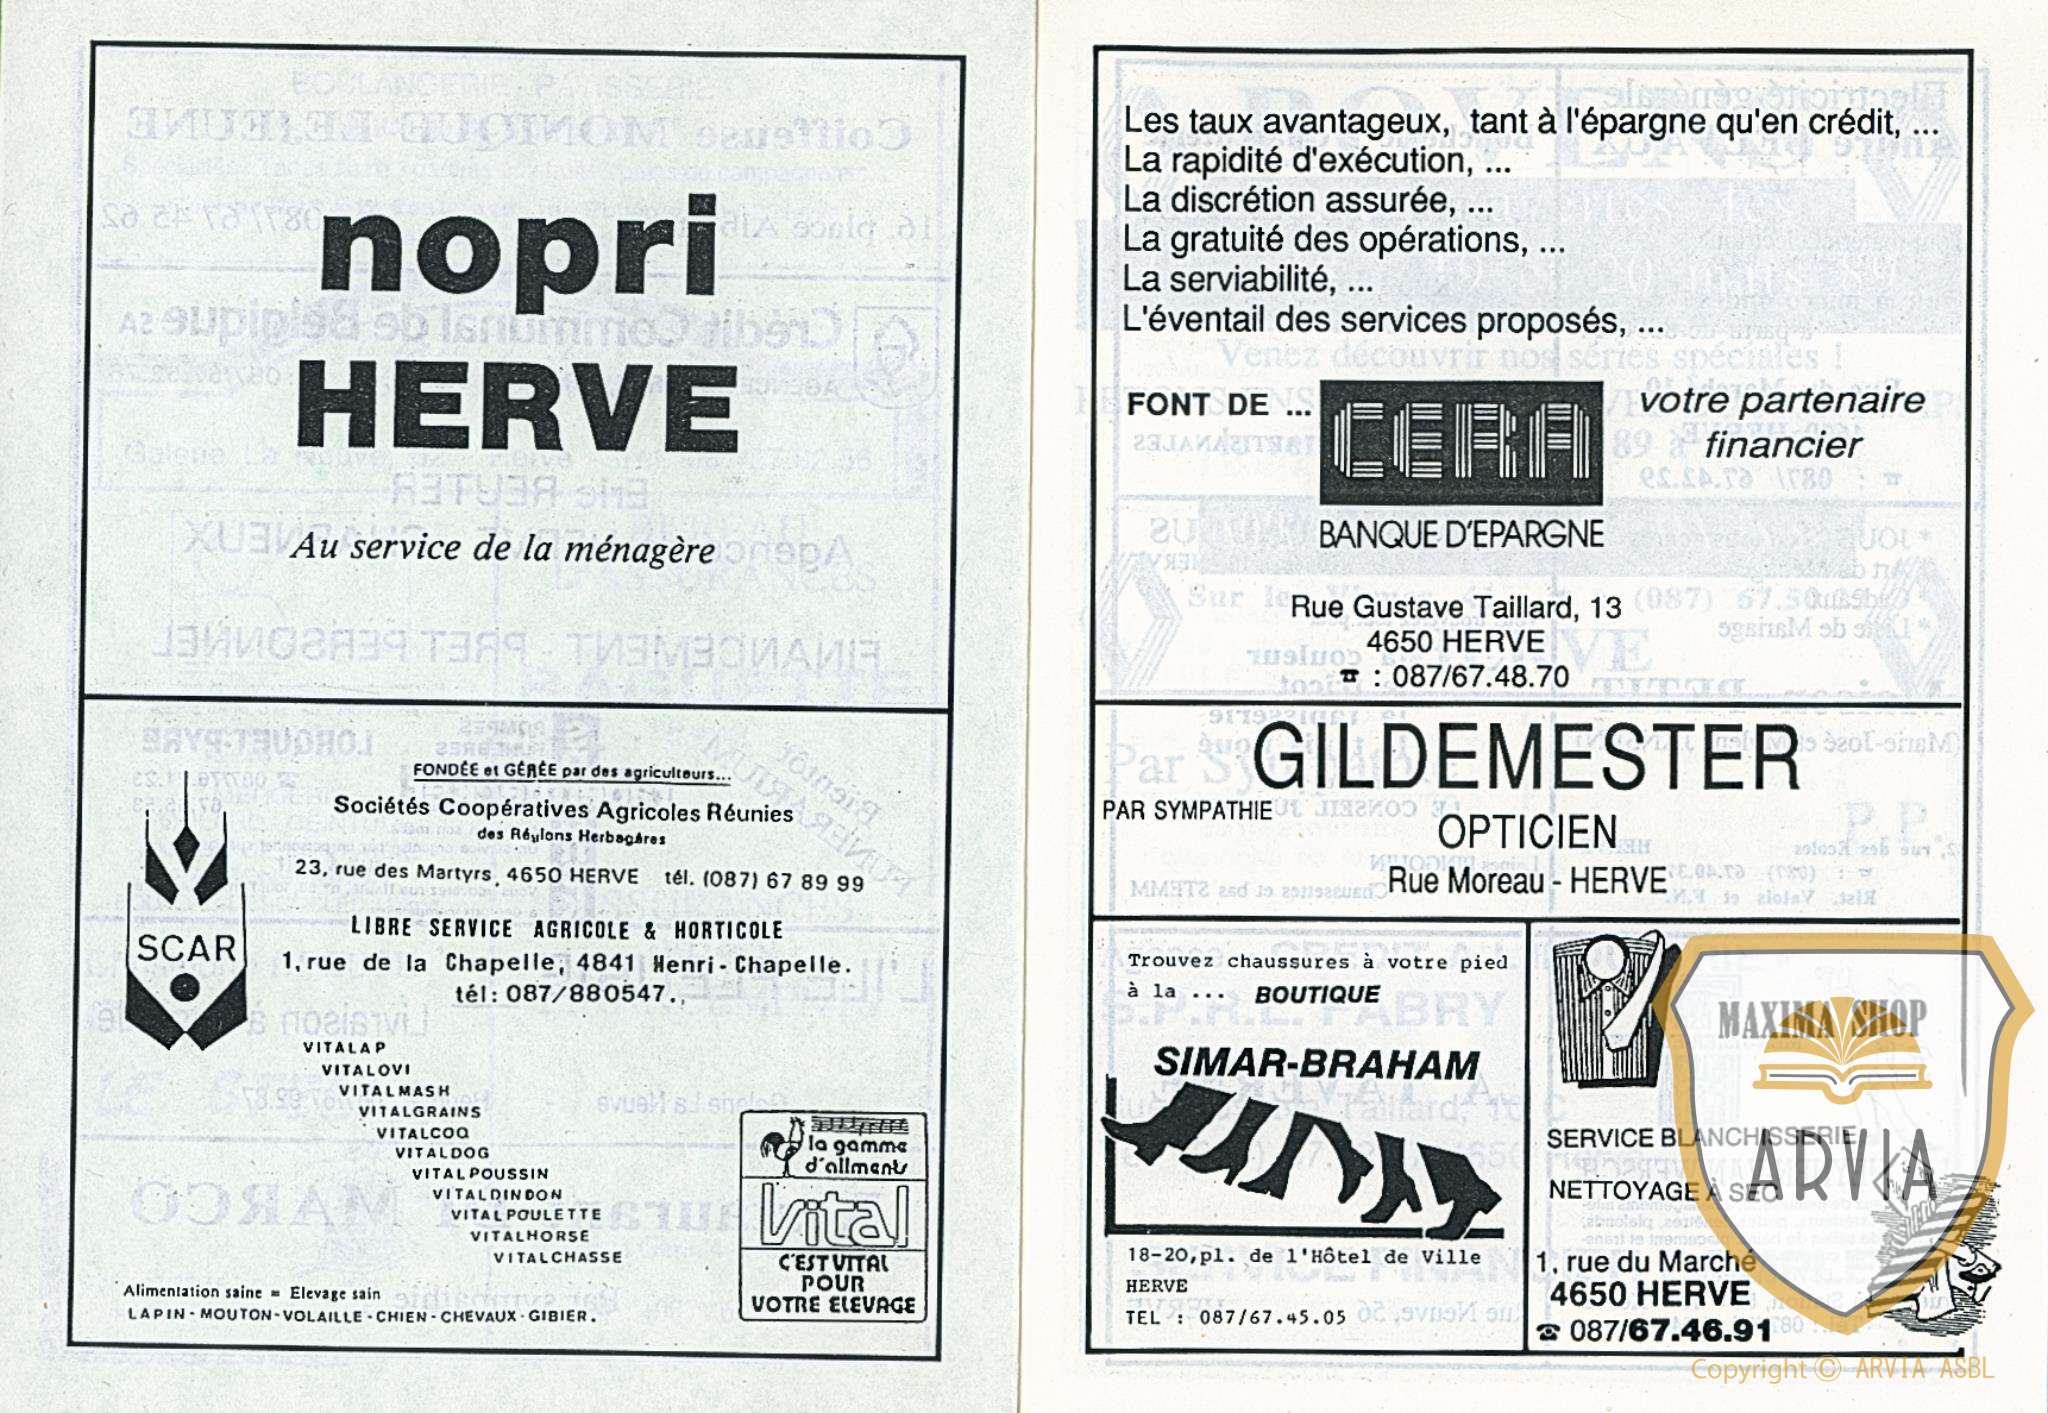 nopri
HERVE
Au service de la ménagère
FONDÉE et GÉRÉE par des agriculteurs...
Sociétés Coopératives Agricoles Réunies
des Régions Herbagères
23, rue des Martyrs, 4650 HERVE tél. (087) 67 89 99
SCAR
LIBRE SERVICE AGRICOLE & HORTICOLE
1, rue de la Chapelle, 4841 Henri-Chapelle.
tél: 087/880547.
VITALAP
VITALOVI
VITALMASH
VITALGRAINS
VITALCOQ
VITALDOG
VITALPOUSSIN
VITALDINDON
VITALPOULETTE
VITALHORSE
VITALCHASSE
Alimentation saine = Elevage sain
LAPIN-MOUTON-VOLAILLE-CHIEN-CHEVAUX-GIBIER.
la gamme
d'aliments
Vital
C'EST VITAL
POUR
VOTRE ELEVAGE
Les taux avantageux, tant à l'épargne qu'en crédit, ...
La rapidité d'exécution, ...
La discrétion assurée, ...
La gratuité des opérations, ...
La serviabilité, ...
L'éventail des services proposés, ...
FONT DE ... CERA votre partenaire
financier
BANQUE D'EPARGNE
Rue Gustave Taillard, 13
4650 HERVE
☎ : 087/67.48.70
GILDEMESTER
PAR SYMPATHIE
OPTICIEN
Rue Moreau - HERVE
Trouvez chaussures à votre pied
à la ... BOUTIQUE
SIMAR-BRAHAM
18-20,pl. de l'Hôtel de Ville
HERVE
TEL : 087/67.45.05
MAXIMA SHOP
SERVICE BLANCHISSERIE
NETTOYAGE À SEC
1, rue du Marché
4650 HERVE
☎ 087/67.46.91
ARVIA
Copyright © ARVIA ASBL